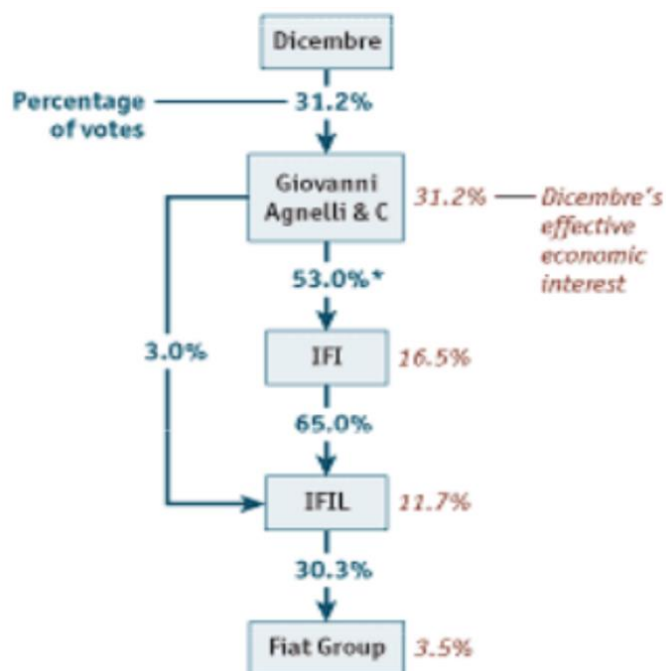 Dicembre
Percentage
of votes
31.2%
Giovanni
Agnelli & C
31.2%
Dicembre's
effective
economic
interest
53.0%*
3.0%
IFI
16.5%
65.0%
IFIL
11.7%
30.3%
Fiat Group
3.5%